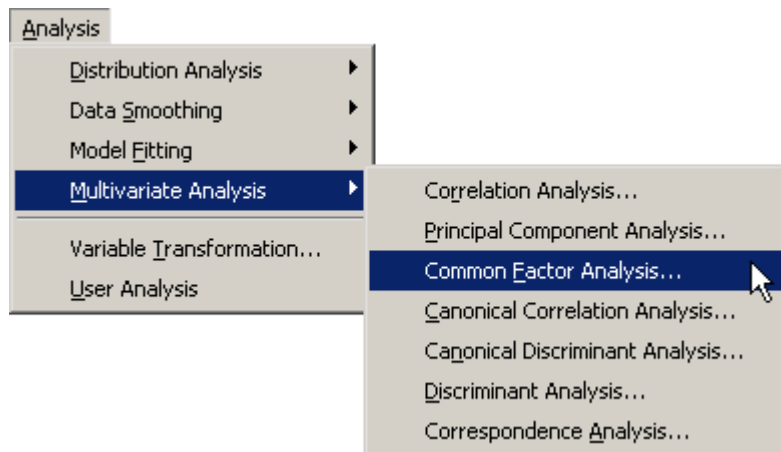 Analysis
Distribution Analysis
Data Smoothing
Model Fitting
Multivariate Analysis
Variable Transformation...
User Analysis
Correlation Analysis...
Principal Component Analysis...
Common Factor Analysis...
Canonical Correlation Analysis...
Canonical Discriminant Analysis...
Discriminant Analysis...
Correspondence Analysis...